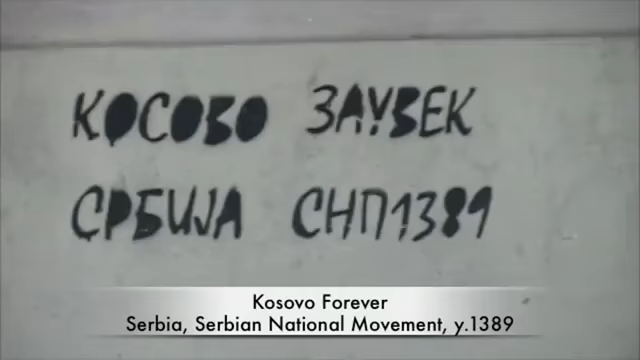 КОСОВО ЗАУВЕК
СРБИЈА СНП1389
Kosovo Forever
Serbia, Serbian National Movement, y.1389